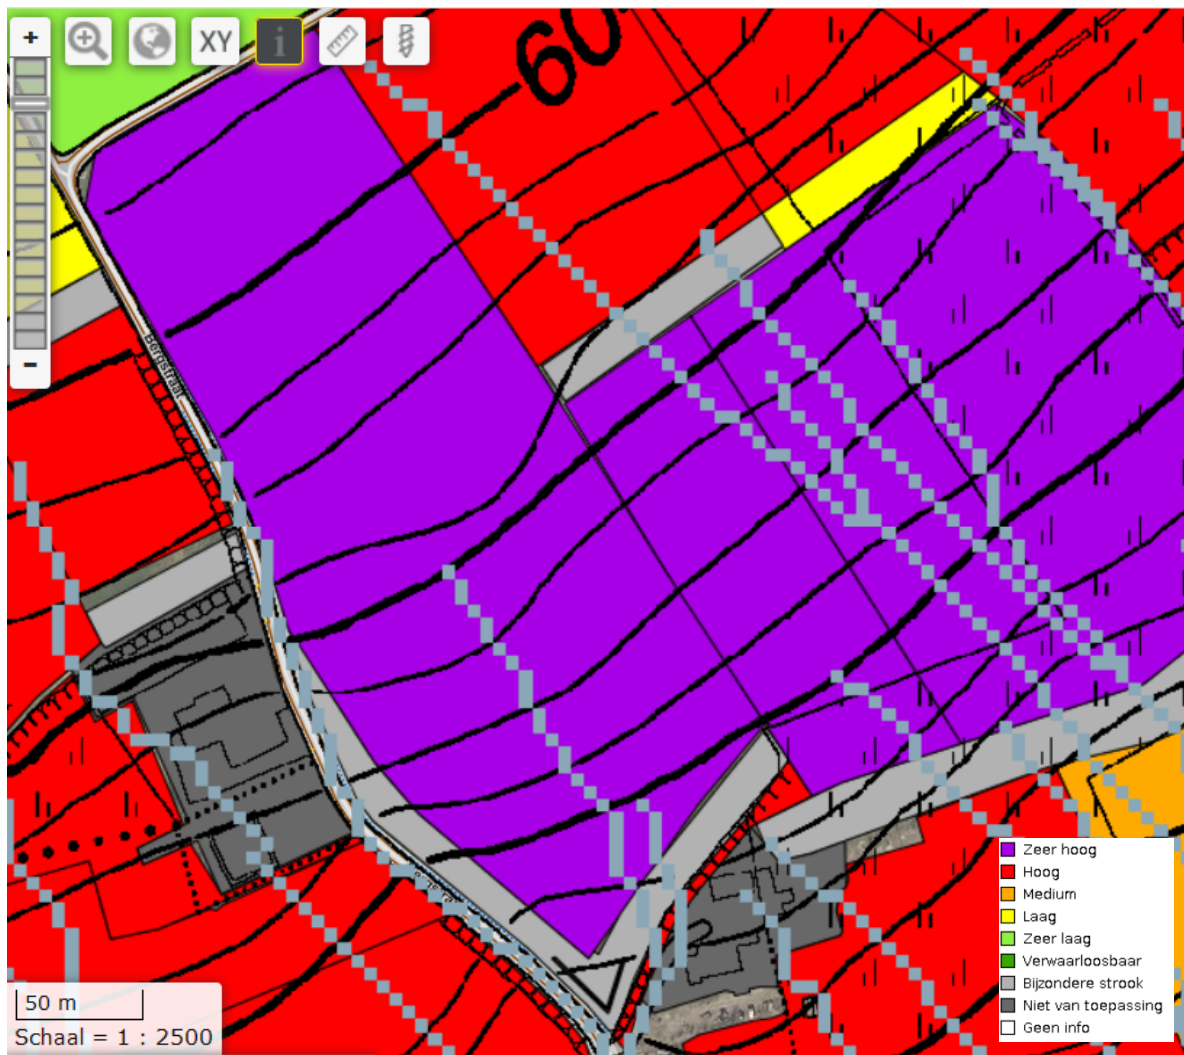 +
XY
i
60
−
Bergstraat
Zeer hoog
Hoog
Medium
Laag
Zeer laag
Verwaarloosbaar
Bijzondere strook
Niet van toepassing
Geen info
50 m
Schaal = 1 : 2500